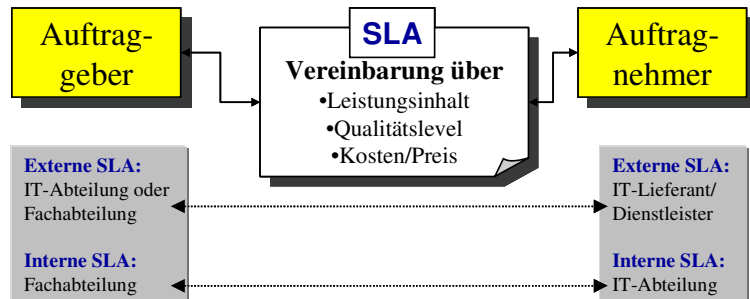 Auftrag-
geber
SLA
Vereinbarung über
•Leistungsinhalt
•Qualitätslevel
•Kosten/Preis
Auftrag-
nehmer
Externe SLA:
IT-Abteilung oder
Fachabteilung
Interne SLA:
Fachabteilung
Externe SLA:
IT-Lieferant/
Dienstleister
Interne SLA:
IT-Abteilung